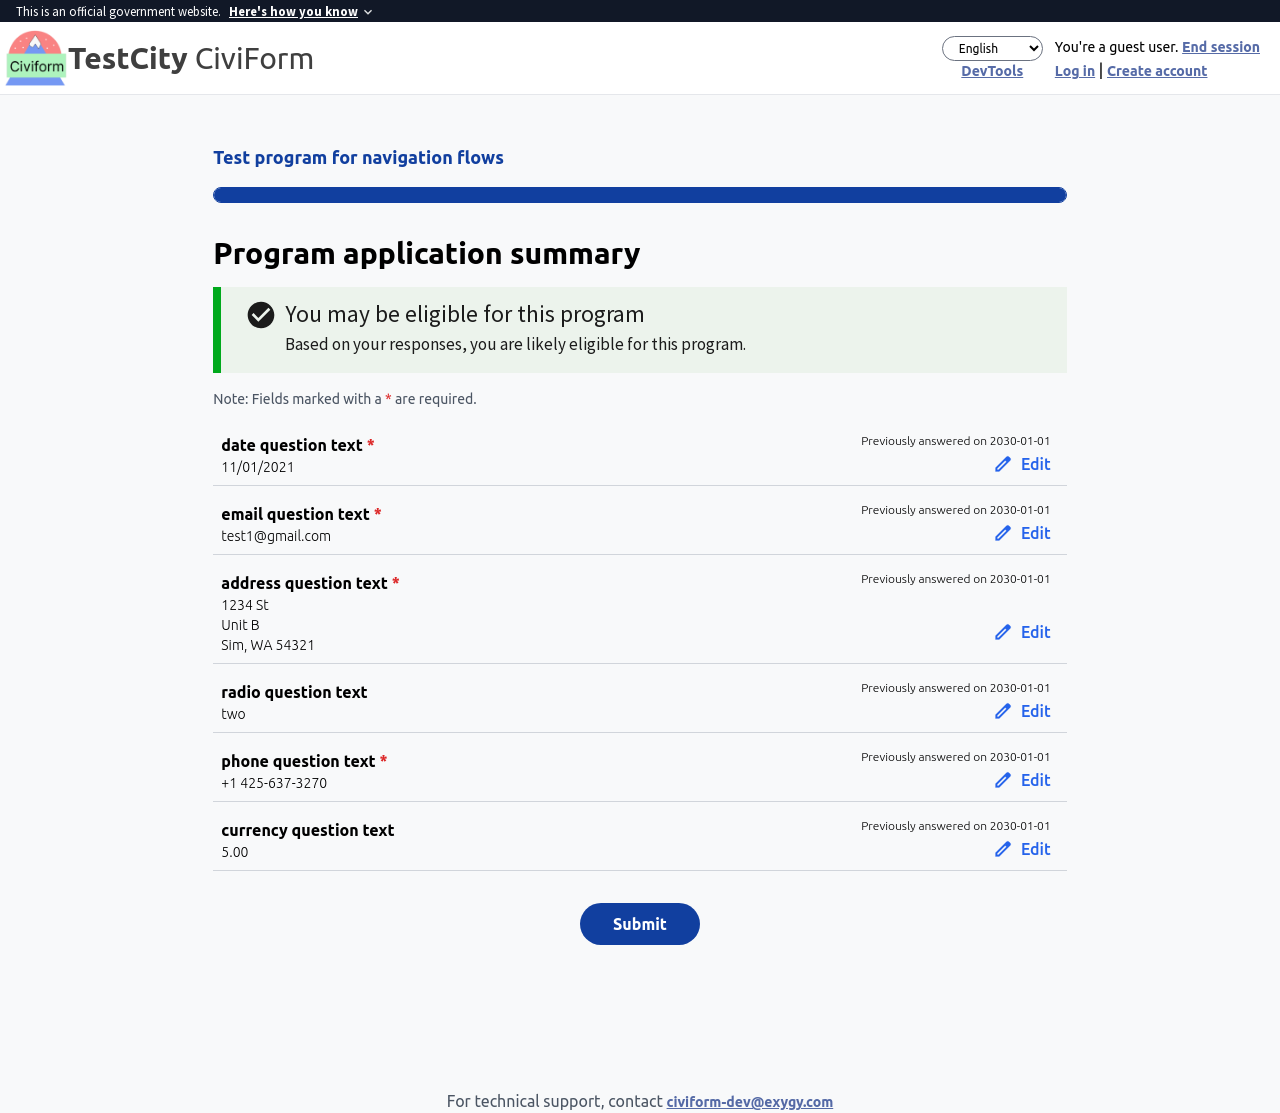 This is an official government website. Here's how you know
Civiform
TestCity CiviForm
English
You're a guest user. End session
DevTools
Log in | Create account
Test program for navigation flows
Program application summary
You may be eligible for this program
Based on your responses, you are likely eligible for this program.
Note: Fields marked with a * are required.
date question text *
Previously answered on 2030-01-01
11/01/2021
Edit
email question text *
Previously answered on 2030-01-01
test1@gmail.com
Edit
address question text *
Previously answered on 2030-01-01
1234 St
Unit B
Sim, WA 54321
Edit
radio question text
Previously answered on 2030-01-01
two
Edit
phone question text *
Previously answered on 2030-01-01
+1 425-637-3270
Edit
currency question text
Previously answered on 2030-01-01
5.00
Edit
Submit
For technical support, contact civiform-dev@exygy.com